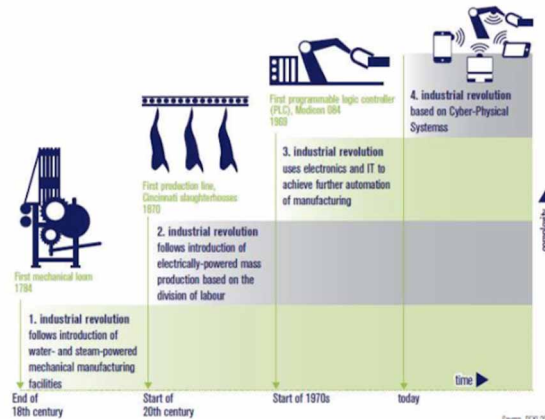 First programmable logic controller
(PLC), Modicon 084
1969
4. industrial revolution
based on Cyber-Physical
Systemss
3. industrial revolution
uses electronics and IT to
achieve further automation
of manufacturing
First production line,
Cincinnati slaughterhouses
1870
2. industrial revolution
follows introduction of
electrically-powered mass
production based on the
division of labour
First mechanical loom
1784
1. industrial revolution
follows introduction of
water- and steam-powered
mechanical manufacturing
facilities
time
End of
18th century
Start of
20th century
Start of 1970s
today